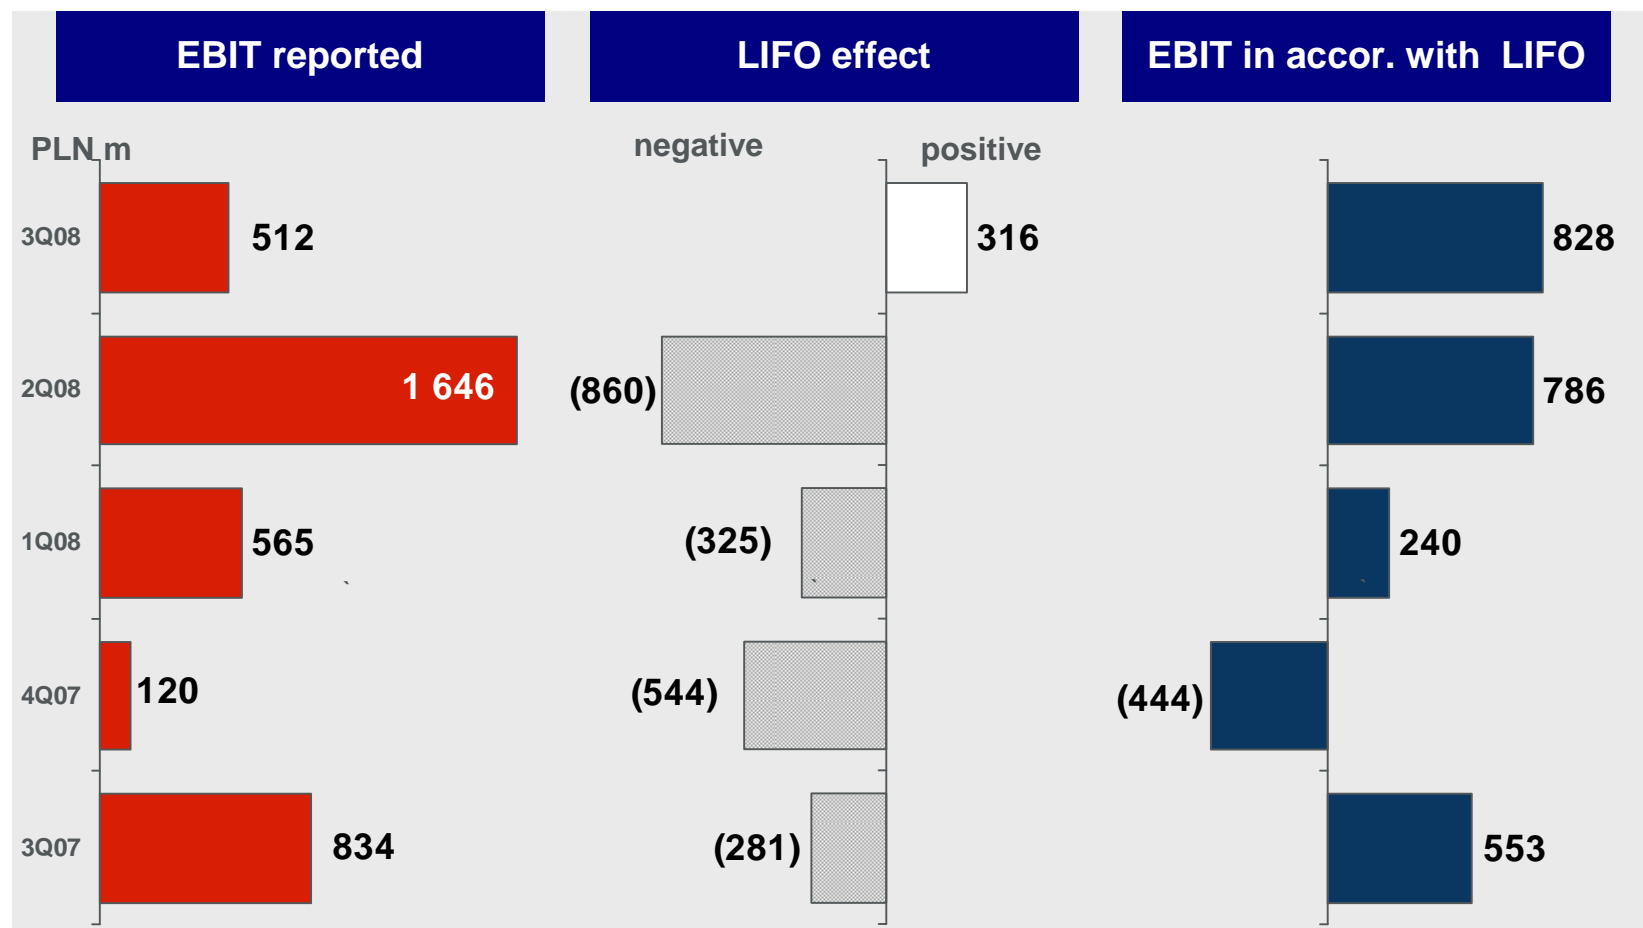 EBIT reported LIFO effect EBIT in accor. with LIFO
PLN m negative positive
3Q08 512 316 828
2Q08 1 646 (860) 786
1Q08 565 (325) 240
4Q07 120 (544) (444)
3Q07 834 (281) 553